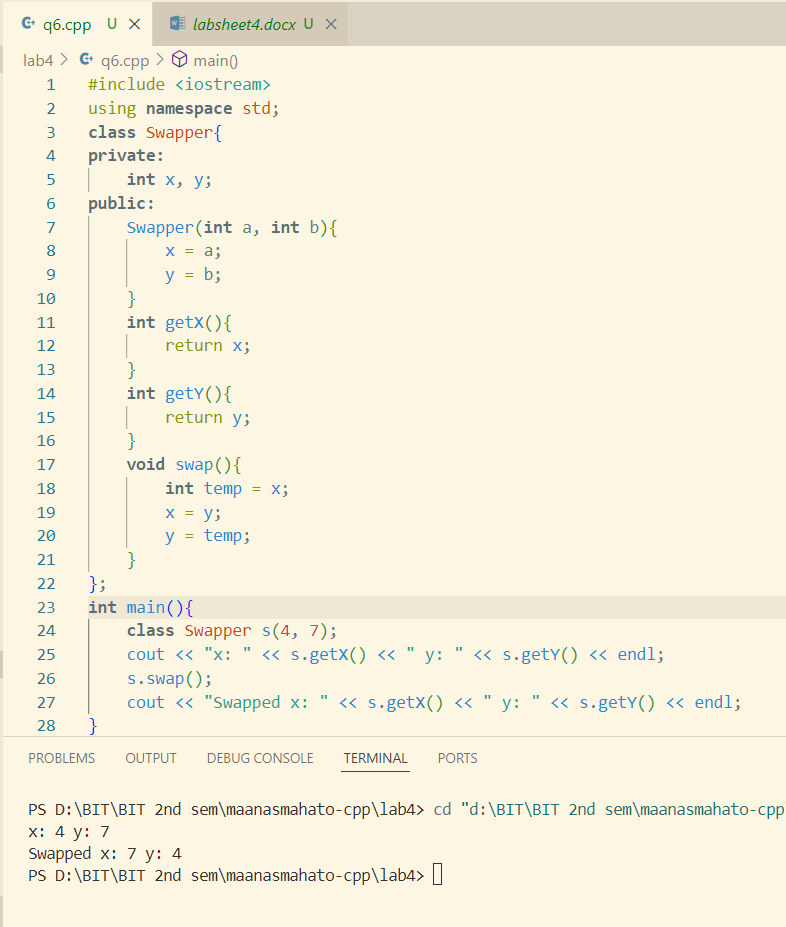 q6.cpp U
labsheet4.docx U
lab4 > q6.cpp > main()
1 #include <iostream>
2 using namespace std;
3 class Swapper{
4 private:
5     int x, y;
6 public:
7     Swapper(int a, int b){
8         x = a;
9         y = b;
10     }
11     int getX(){
12         return x;
13     }
14     int getY(){
15         return y;
16     }
17     void swap(){
18         int temp = x;
19         x = y;
20         y = temp;
21     }
22 };
23 int main(){
24     class Swapper s(4, 7);
25     cout << "x: " << s.getX() << " y: " << s.getY() << endl;
26     s.swap();
27     cout << "Swapped x: " << s.getX() << " y: " << s.getY() << endl;
28 }
PROBLEMS OUTPUT DEBUG CONSOLE TERMINAL PORTS
PS D:\BIT\BIT 2nd sem\maanasmahato-cpp\lab4> cd "d:\BIT\BIT 2nd sem\maanasmahato-cpp
x: 4 y: 7
Swapped x: 7 y: 4
PS D:\BIT\BIT 2nd sem\maanasmahato-cpp\lab4>